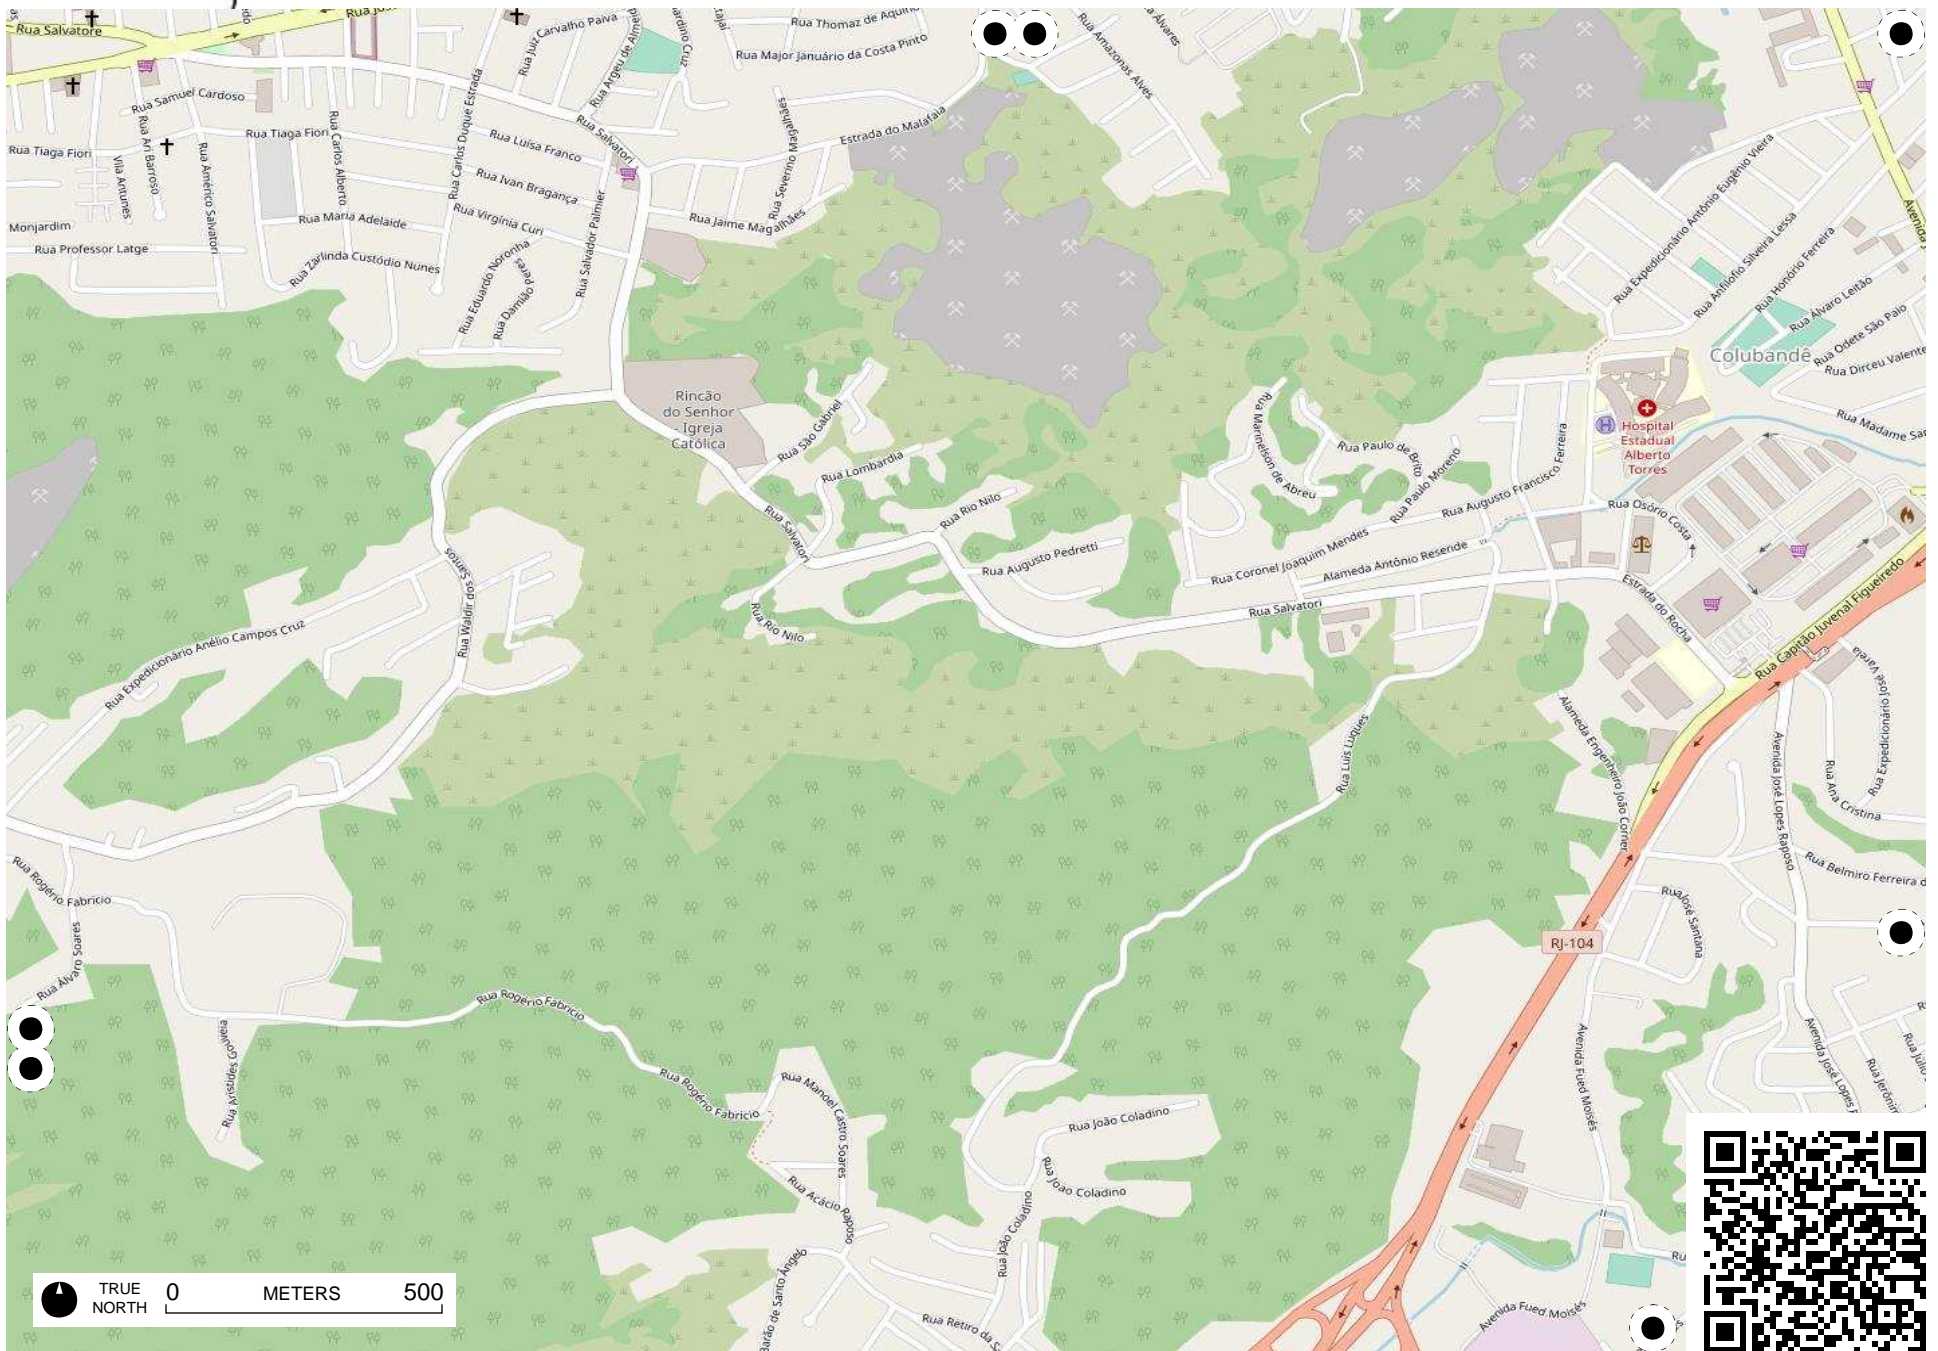 Rua Salvatore
Rua Juiz Carvalho Paiva
Rua Thomaz de Aquino
Rua Major Januário da Costa Pinto
Rua Amazonas Alves
Rua Samuel Cardoso
Rua Ari Barroso
Rua Tiaga Fiori
Rua Tiaga Fiori
Vila Antunes
Rua Américo Salvatori
Rua Carlos Alberto
Rua Carlos Duque Estrada
Rua Luísa Franco
Rua Salvatori
Rua Ivan Bragança
Rua Virgínia Curi
Rua Maria Adelaide
Monjardim
Rua Professor Latge
Rua Zarlinda Custódio Nunes
Rua Eduardo Noronha
Rua Damião Peres
Rua Salvador Palmier
Rua Jaime Magalhães
Rua Severino Magalhães
Estrada do Malafaia
Rua Expedicionário Antônio Eugênio Vieira
Rua Anfilofio Silveira Lessa
Rua Honório Ferreira
Rua Álvaro Leitão
Rua Odete São Paio
Rua Dirceu Valente
Colubandê
Rincão
do Senhor
- Igreja
Católica
Rua São Gabriel
Rua Lombardia
Rua Salvatori
Rua Rio Nilo
Rua Augusto Pedretti
Rua Rio Nilo
Rua Marinelson de Abreu
Rua Paulo de Brito
Rua Paulo Moreno
Rua Augusto Francisco Ferreira
Rua Coronel Joaquim Mendes
Alameda Antônio Resende
Rua Salvatori
Hospital
Estadual
Alberto
Torres
Rua Osório Costa
Estrada do Rocha
Rua Capitão Juvenal Figueiredo
Rua Expedicionário Anélio Campos Cruz
Rua Waldir dos Santos
Rua Luis Luques
Alameda Engenheiro João Corner
Avenida José Lopes Raposo
Rua Expedicionário José Varela
Rua Ana Cristina
Rua Belmiro Ferreira
Rua José Santana
RJ-104
Rua Rogério Fabricio
Rua Álvaro Soares
Rua Aristides Gouveia
Rua Rogério Fabricio
Rua Rogério Fabricio
Rua Manoel Castro Soares
Rua Acácio Raposo
Rua João Coladino
Rua João Coladino
Rua João Coladino
Avenida Fued Moisés
Avenida José Lopes
Barão de Santo Ângelo
Rua Retiro da
Avenida Fued Moisés
TRUE
NORTH
0 METERS 500